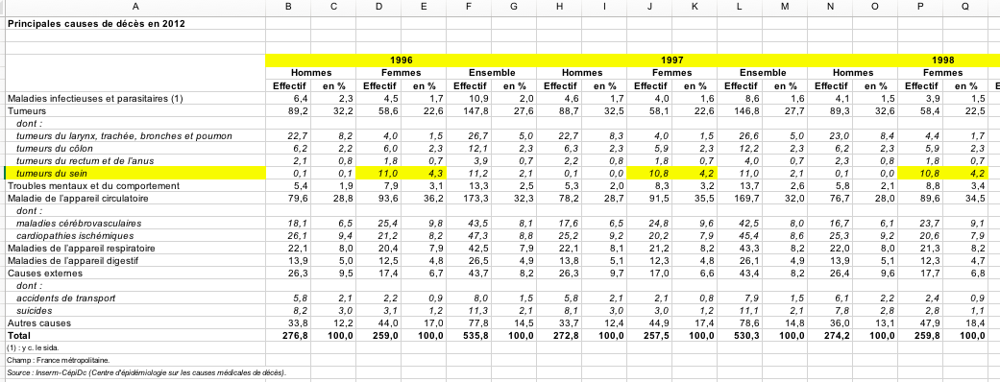 A B C D E F G H I J K L M N O P Q
Principales causes de décès en 2012
1996 1997 1998
Hommes Femmes Ensemble Hommes Femmes Ensemble Hommes Femmes
Effectif en % Effectif en % Effectif en % Effectif en % Effectif en % Effectif en % Effectif en % Effectif en % E
Maladies infectieuses et parasitaires (1) 6,4 2,3 4,5 1,7 10,9 2,0 4,6 1,7 4,0 1,6 8,6 1,6 4,1 1,5 3,9 1,5
Tumeurs 89,2 32,2 58,6 22,6 147,8 27,6 88,7 32,5 58,1 22,6 146,8 27,7 89,3 32,6 58,4 22,5
dont :
tumeurs du larynx, trachée, bronches et poumon 22,7 8,2 4,0 1,5 26,7 5,0 22,7 8,3 4,0 1,5 26,6 5,0 23,0 8,4 4,4 1,7
tumeurs du côlon 6,2 2,2 6,0 2,3 12,1 2,3 6,3 2,3 5,9 2,3 12,2 2,3 6,2 2,3 5,9 2,3
tumeurs du rectum et de l'anus 2,1 0,8 1,8 0,7 3,9 0,7 2,2 0,8 1,8 0,7 4,0 0,7 2,3 0,8 1,8 0,7
tumeurs du sein 0,1 0,1 11,0 4,3 11,2 2,1 0,1 0,0 10,8 4,2 11,0 2,1 0,1 0,0 10,8 4,2
Troubles mentaux et du comportement 5,4 1,9 7,9 3,1 13,3 2,5 5,3 2,0 8,3 3,2 13,7 2,6 5,8 2,1 8,8 3,4
Maladie de l'appareil circulatoire 79,6 28,8 93,6 36,2 173,3 32,3 78,2 28,7 91,5 35,5 169,7 32,0 76,7 28,0 89,6 34,5
dont :
maladies cérébrovasculaires 18,1 6,5 25,4 9,8 43,5 8,1 17,6 6,5 24,8 9,6 42,5 8,0 16,7 6,1 23,7 9,1
cardiopathies ischémiques 26,1 9,4 21,2 8,2 47,3 8,8 25,2 9,2 20,2 7,9 45,4 8,6 25,3 9,2 20,6 7,9
Maladies de l'appareil respiratoire 22,1 8,0 20,4 7,9 42,5 7,9 22,1 8,1 21,2 8,2 43,3 8,2 22,0 8,0 21,3 8,2
Maladies de l'appareil digestif 13,9 5,0 12,5 4,8 26,5 4,9 13,8 5,1 12,3 4,8 26,1 4,9 13,9 5,1 12,3 4,7
Causes externes 26,3 9,5 17,4 6,7 43,7 8,2 26,3 9,7 17,0 6,6 43,4 8,2 26,4 9,6 17,7 6,8
dont :
accidents de transport 5,8 2,1 2,2 0,9 8,0 1,5 5,8 2,1 2,1 0,8 7,9 1,5 6,1 2,2 2,4 0,9
suicides 8,2 3,0 3,1 1,2 11,3 2,1 8,1 3,0 3,0 1,2 11,1 2,1 7,8 2,8 2,8 1,1
Autres causes 33,8 12,2 44,0 17,0 77,8 14,5 33,7 12,4 44,9 17,4 78,6 14,8 36,0 13,1 47,9 18,4
Total 276,8 100,0 259,0 100,0 535,8 100,0 272,8 100,0 257,5 100,0 530,3 100,0 274,2 100,0 259,8 100,0
(1) : y c. le sida.
Champ : France métropolitaine.
Source : Inserm-CépiDc (Centre d'épidémiologie sur les causes médicales de décès).